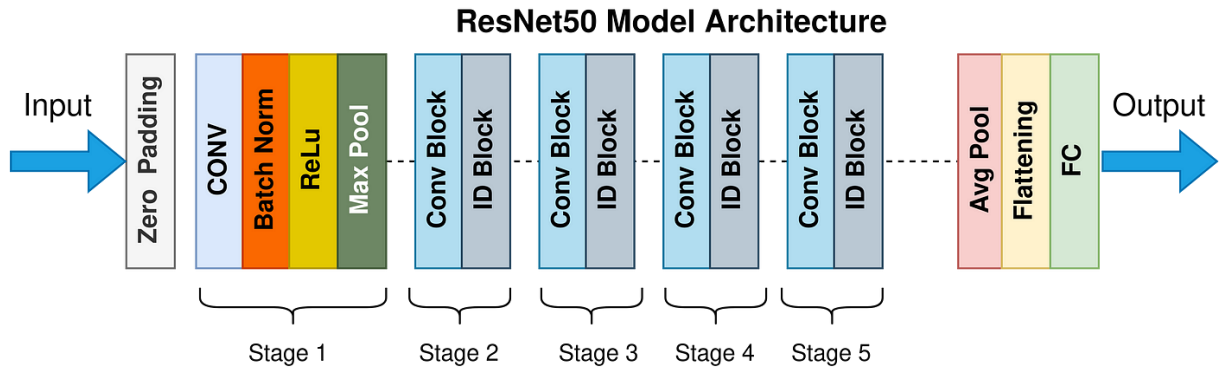 ResNet50 Model Architecture
Input
Zero Padding
CONV
Batch Norm
ReLu
Max Pool
Conv Block
ID Block
Conv Block
ID Block
Conv Block
ID Block
Conv Block
ID Block
Avg Pool
Flattening
FC
Output
Stage 1
Stage 2
Stage 3
Stage 4
Stage 5